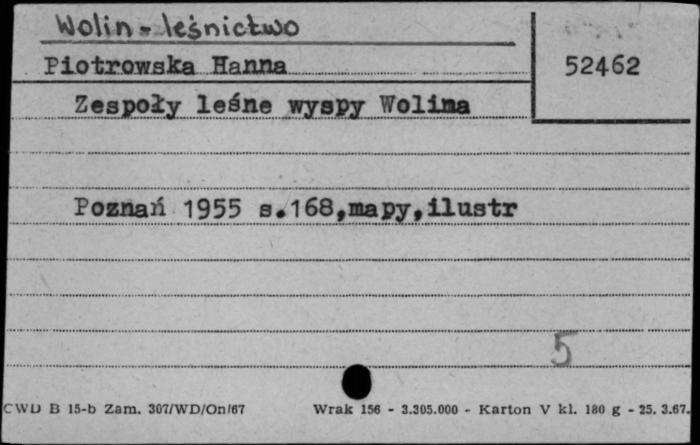 Wolin - leśnictwo
Piotrowska Hanna
52462
Zespoły leśne wyspy Wolina
Poznań 1955 s.168,mapy,ilustr
5
CWD B 15-b Zam. 307/WD/On/67 Wrak 156 - 3.305.000 - Karton V kl. 180 g - 25. 3.67.